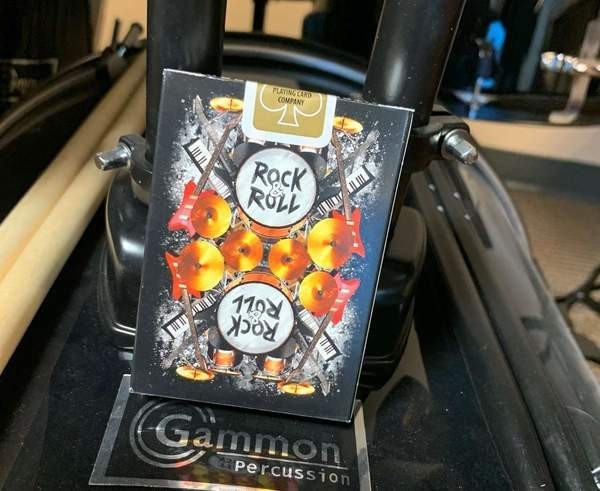 PLAYING CARD
COMPANY
ROCK
&
ROLL
ROCK
&
ROLL
Gammon
Percussion